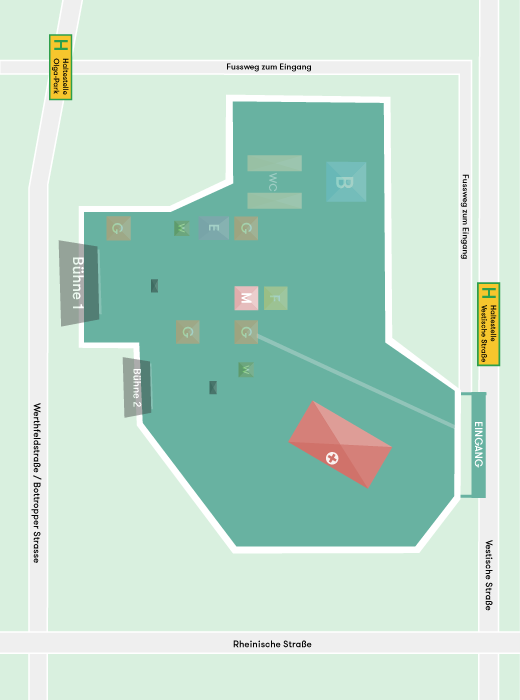 H
Haltestelle
Olga-Park
Fussweg zum Eingang
Fussweg zum Eingang
WC
B
G
W
E
G
Bühne 1
M
F
G
G
H
Haltestelle
Vestische Straße
Bühne 2
W
EINGANG
Werthfeldstraße / Bottropper Strasse
Vestische Straße
Rheinische Straße